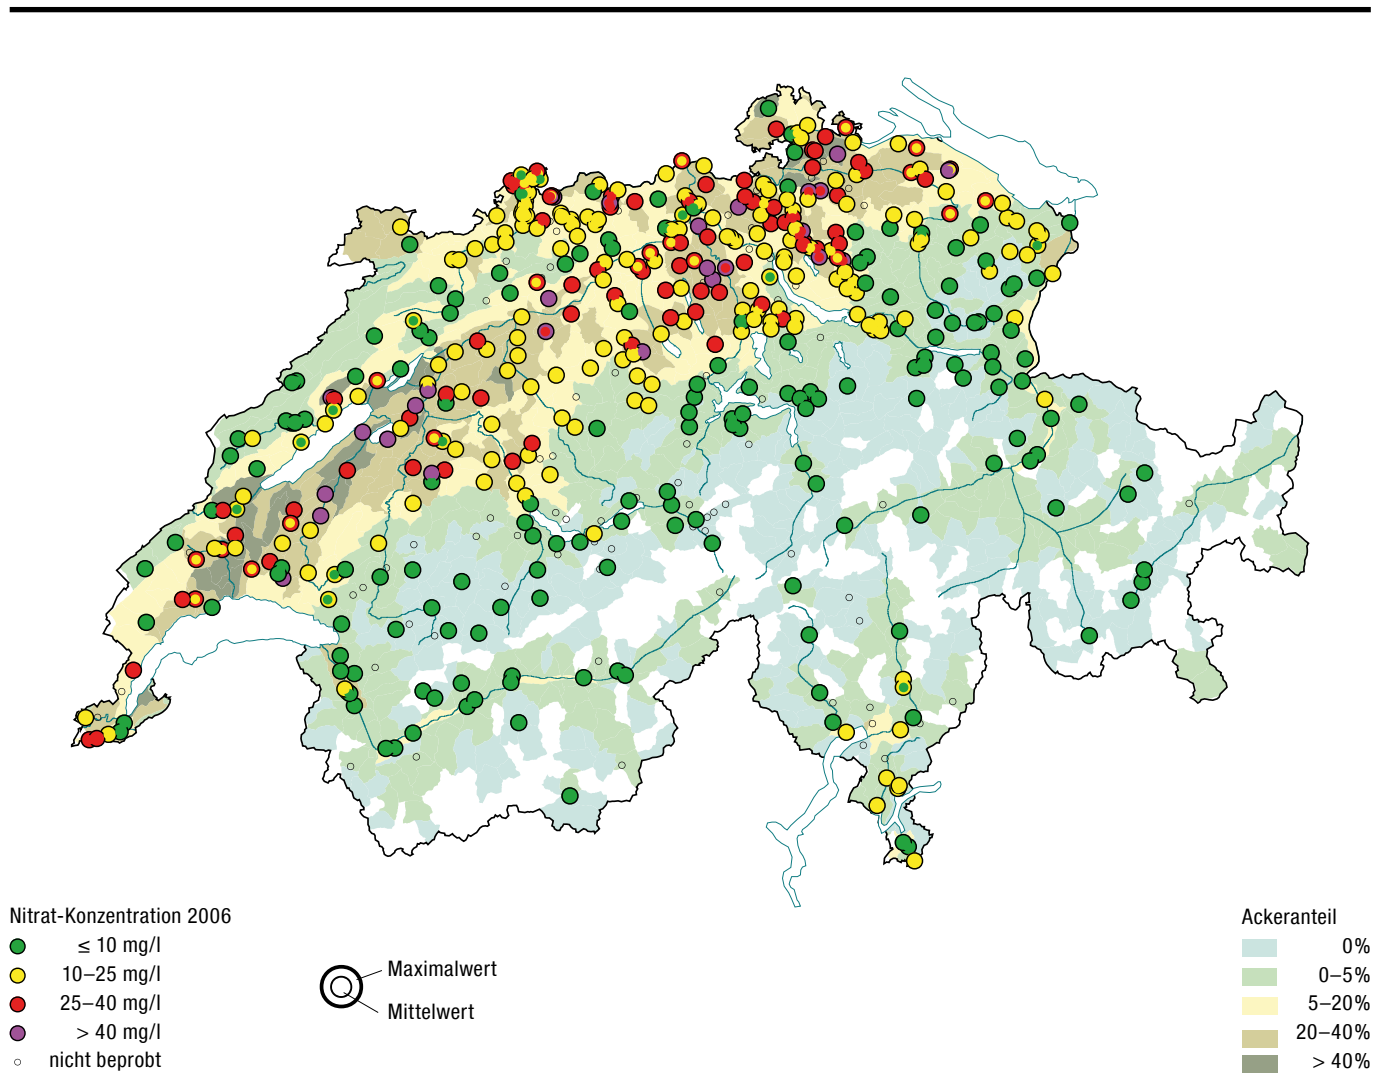 Nitrat-Konzentration 2006
≤ 10 mg/l
10–25 mg/l
25–40 mg/l
> 40 mg/l
nicht beprobt
Maximalwert
Mittelwert
Ackeranteil
0%
0–5%
5–20%
20–40%
> 40%